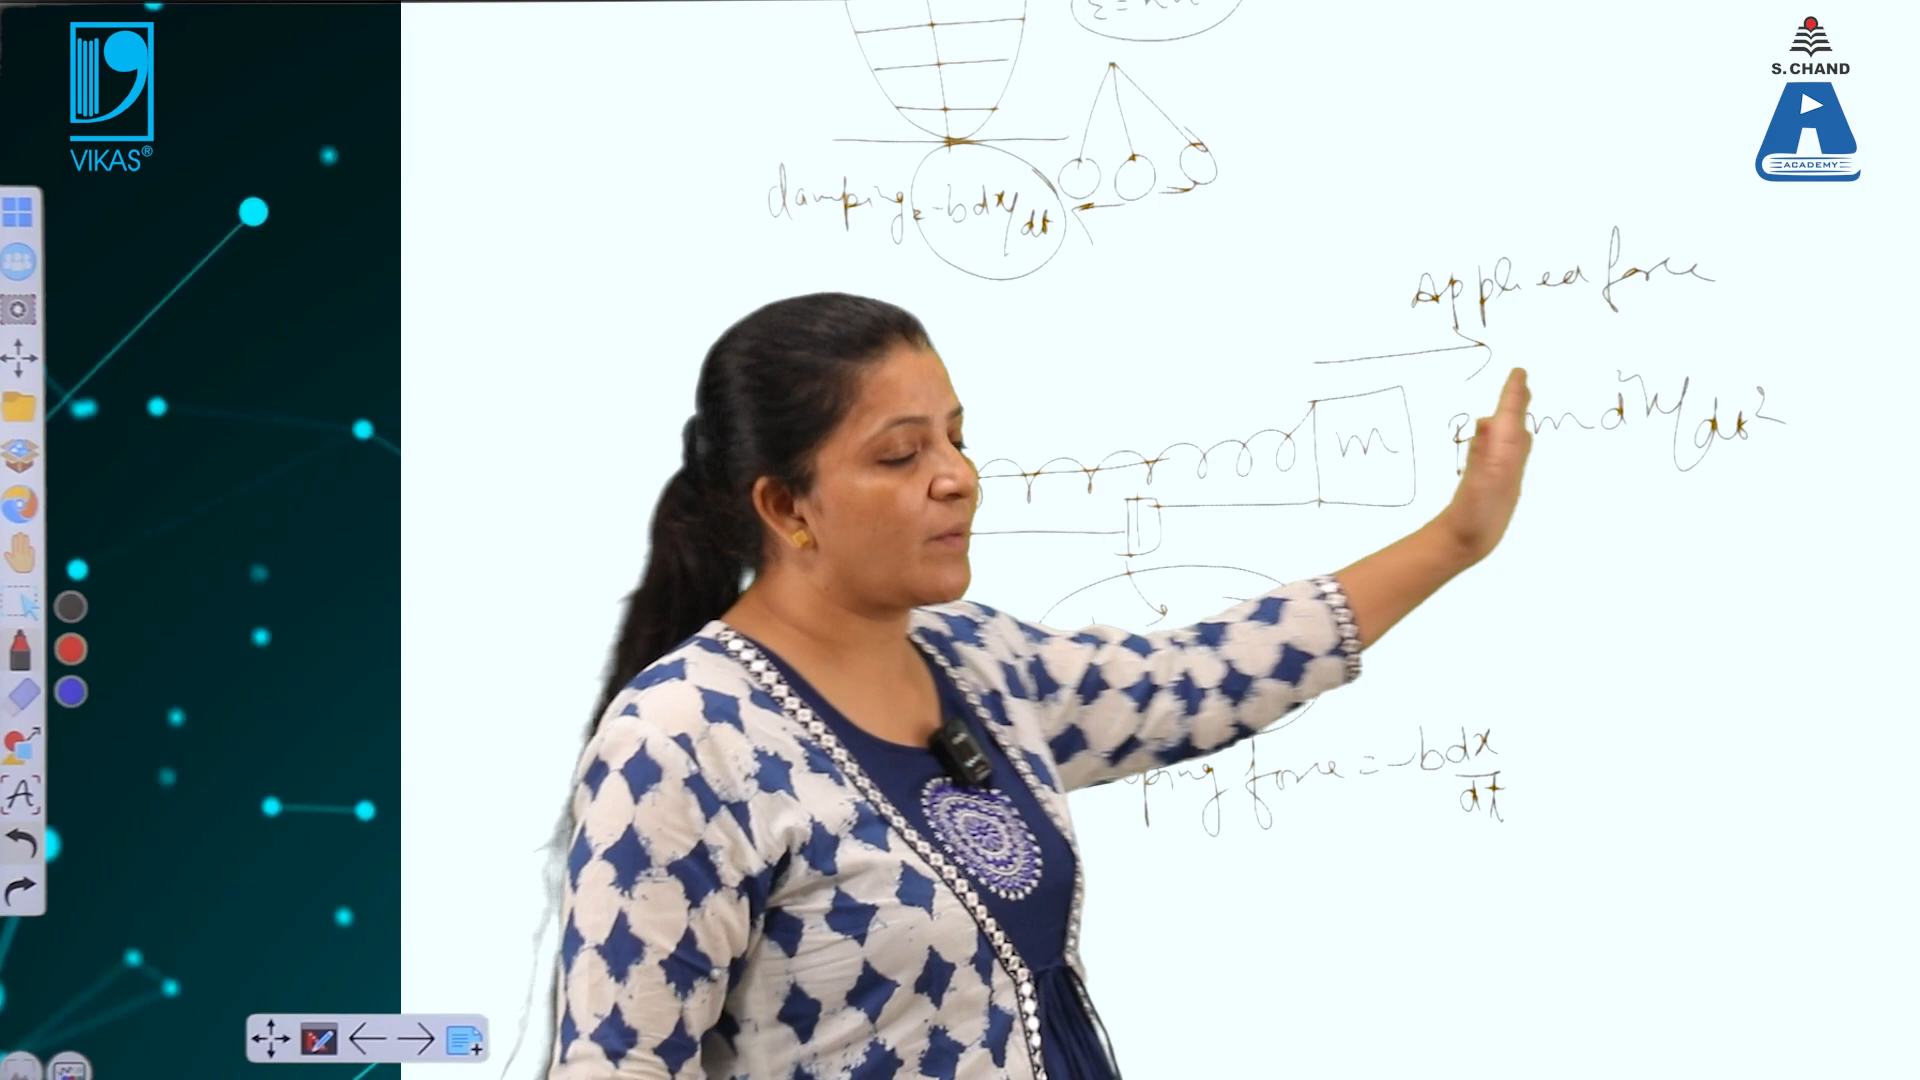 VIKAS®
S. CHAND
ACADEMY
damping = -b dx/dt
Applied force
m d²x/dt²
m
force = -b dx/dt
A